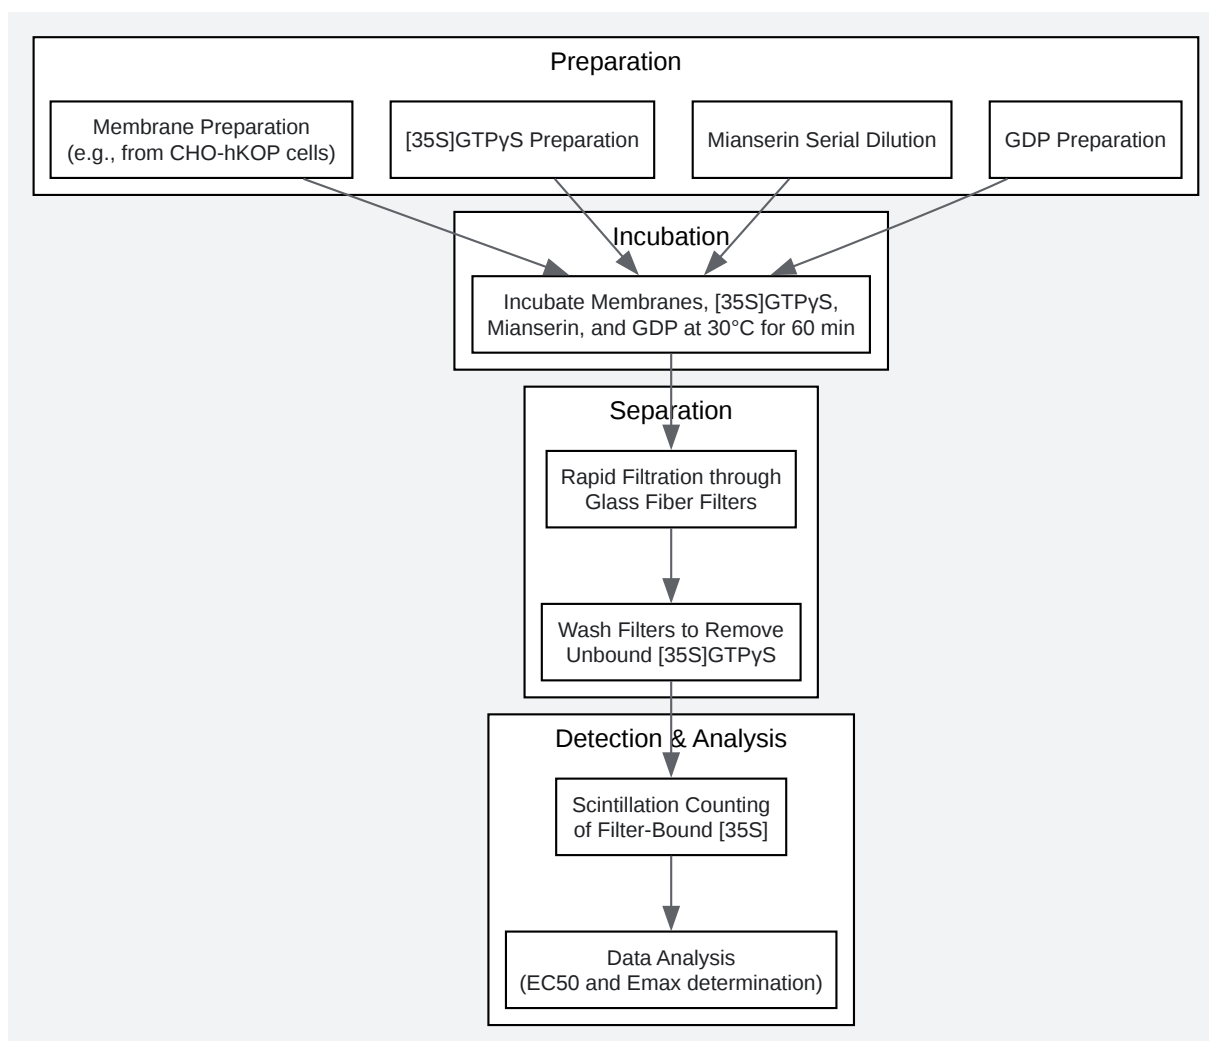 Preparation
Membrane Preparation
(e.g., from CHO-hKOP cells)
[35S]GTPγS Preparation
Mianserin Serial Dilution
GDP Preparation
Incubation
Incubate Membranes, [35S]GTPγS,
Mianserin, and GDP at 30°C for 60 min
Separation
Rapid Filtration through
Glass Fiber Filters
Wash Filters to Remove
Unbound [35S]GTPγS
Detection & Analysis
Scintillation Counting
of Filter-Bound [35S]
Data Analysis
(EC50 and Emax determination)